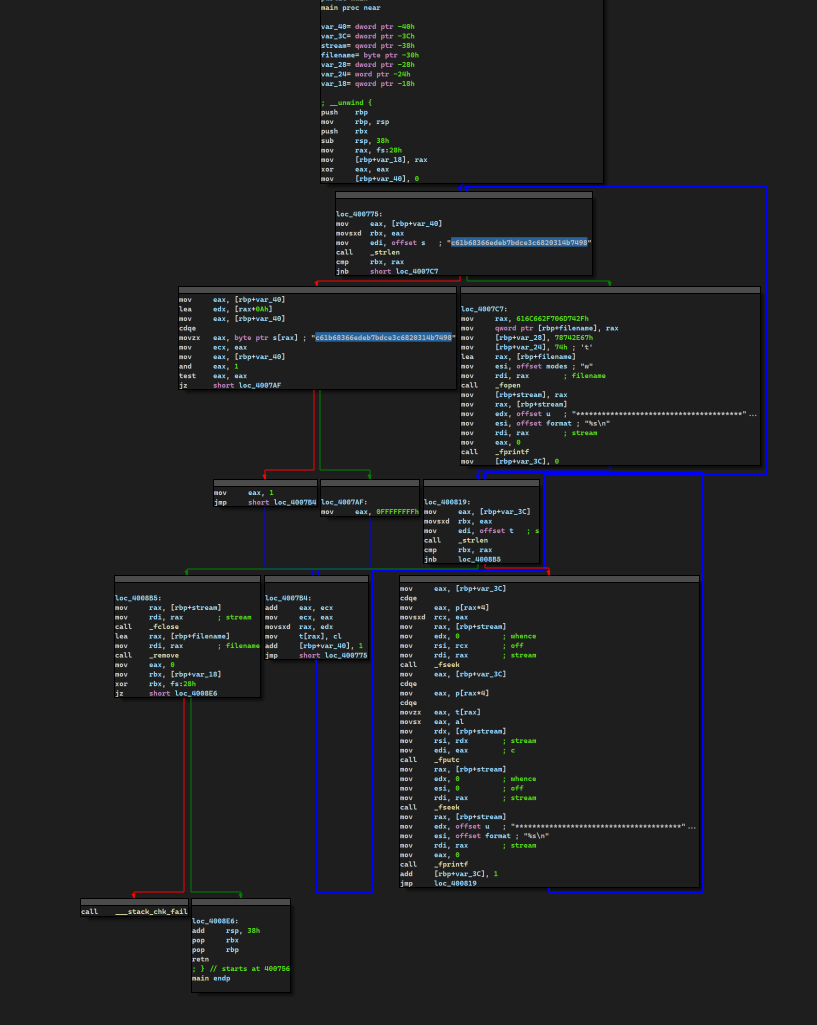 main proc near
var_40= dword ptr -40h
var_3C= dword ptr -3Ch
stream= qword ptr -38h
filename= byte ptr -30h
var_28= dword ptr -28h
var_24= word ptr -24h
var_18= qword ptr -18h
; __unwind {
push rbp
mov rbp, rsp
push rbx
sub rsp, 38h
mov rax, fs:28h
mov [rbp+var_18], rax
xor eax, eax
mov [rbp+var_40], 0
loc_400775:
mov eax, [rbp+var_40]
movsxd rbx, eax
mov edi, offset s ; "c61b68366edeb7bdce3c6820314b7498"
call _strlen
cmp rbx, rax
jnb short loc_4007C7
mov eax, [rbp+var_40]
lea edx, [rax+0Ah]
mov eax, [rbp+var_40]
cdqe
movzx eax, byte ptr s[rax] ; "c61b68366edeb7bdce3c6820314b7498"
mov ecx, eax
mov eax, [rbp+var_40]
and eax, 1
test eax, eax
jz short loc_4007AF
loc_4007C7:
mov rax, 616C662F706D742Fh
mov qword ptr [rbp+filename], rax
mov [rbp+var_28], 78742E67h
mov [rbp+var_24], 74h ; 't'
lea rax, [rbp+filename]
mov esi, offset modes ; "w"
mov rdi, rax ; filename
call _fopen
mov [rbp+stream], rax
mov rax, [rbp+stream]
mov edx, offset u ; "***************************************"...
mov esi, offset format ; "%s\n"
mov rdi, rax ; stream
mov eax, 0
call _fprintf
mov [rbp+var_3C], 0
mov eax, 1
jmp short loc_4007B4
loc_4007AF:
mov eax, 0FFFFFFFFh
loc_400819:
mov eax, [rbp+var_3C]
movsxd rbx, eax
mov edi, offset t ; s
call _strlen
cmp rbx, rax
jnb loc_4008B5
loc_4008B5:
mov rax, [rbp+stream]
mov rdi, rax ; stream
call _fclose
lea rax, [rbp+filename]
mov rdi, rax ; filename
call _remove
mov eax, 0
mov rbx, [rbp+var_18]
xor rbx, fs:28h
jz short loc_4008E6
loc_4007B4:
add eax, ecx
mov ecx, eax
movsxd rax, edx
mov t[rax], cl
add [rbp+var_40], 1
jmp short loc_400775
mov eax, [rbp+var_3C]
cdqe
mov eax, p[rax*4]
movsxd rcx, eax
mov rax, [rbp+stream]
mov edx, 0 ; whence
mov rsi, rcx ; off
mov rdi, rax ; stream
call _fseek
mov eax, [rbp+var_3C]
cdqe
mov eax, p[rax*4]
cdqe
movzx eax, t[rax]
movsx eax, al
mov rdx, [rbp+stream]
mov rsi, rdx ; stream
mov edi, eax ; c
call _fputc
mov rax, [rbp+stream]
mov edx, 0 ; whence
mov esi, 0 ; off
mov rdi, rax ; stream
call _fseek
mov rax, [rbp+stream]
mov edx, offset u ; "***************************************"...
mov esi, offset format ; "%s\n"
mov rdi, rax ; stream
mov eax, 0
call _fprintf
add [rbp+var_3C], 1
jmp loc_400819
call ___stack_chk_fail
loc_4008E6:
add rsp, 38h
pop rbx
pop rbp
retn
; } // starts at 400756
main endp